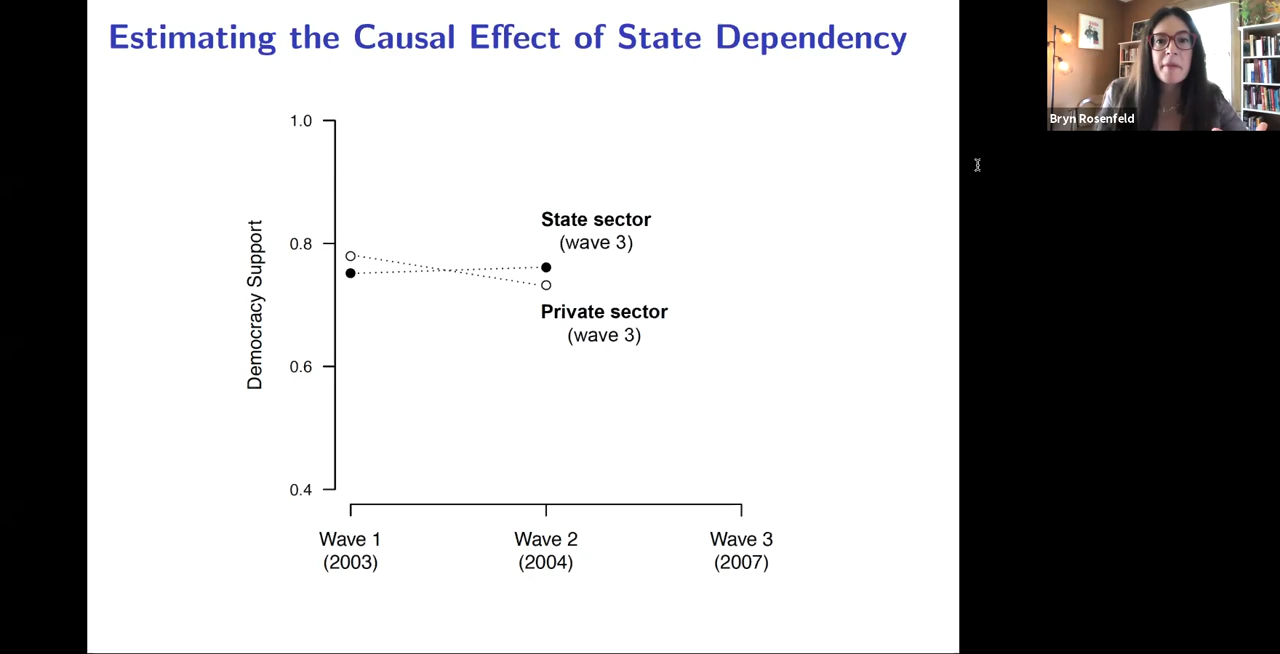 Estimating the Causal Effect of State Dependency
Bryn Rosenfeld
1.0
0.8
0.6
0.4
Democracy Support
State sector
(wave 3)
Private sector
(wave 3)
Wave 1
(2003)
Wave 2
(2004)
Wave 3
(2007)